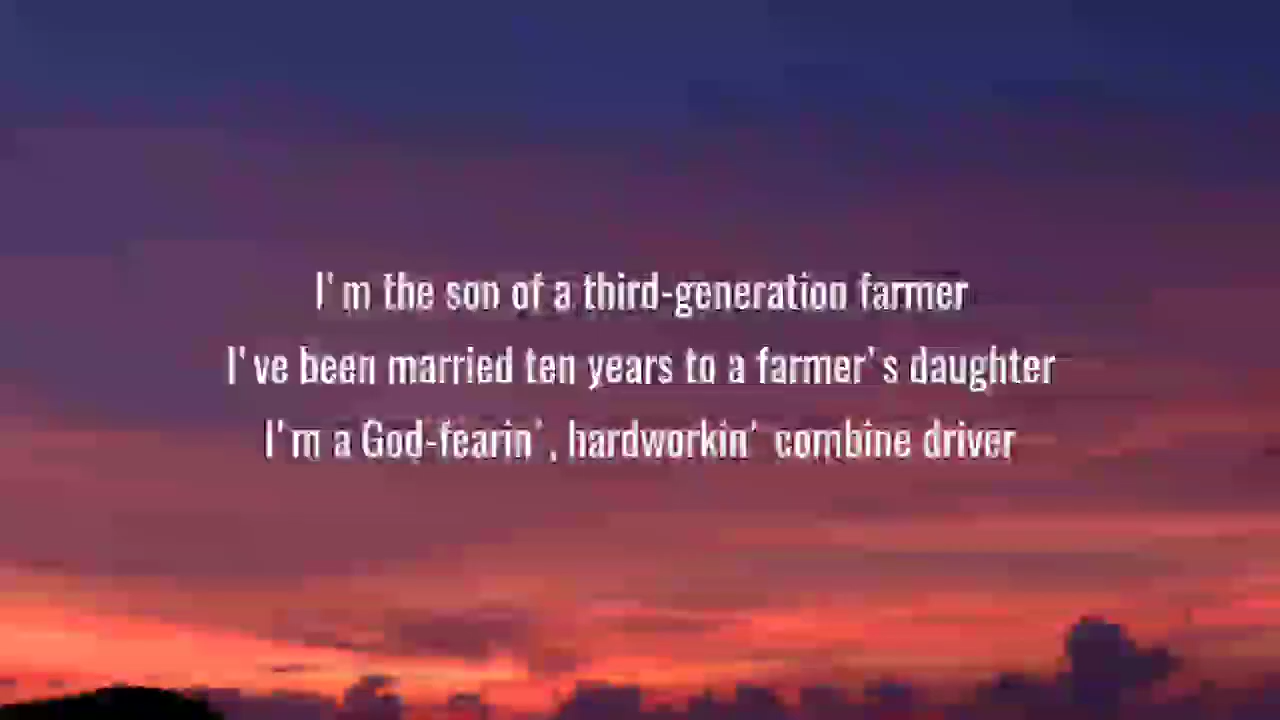 I'm the son of a third-generation farmer
I've been married ten years to a farmer's daughter
I'm a God-fearin', hardworkin' combine driver